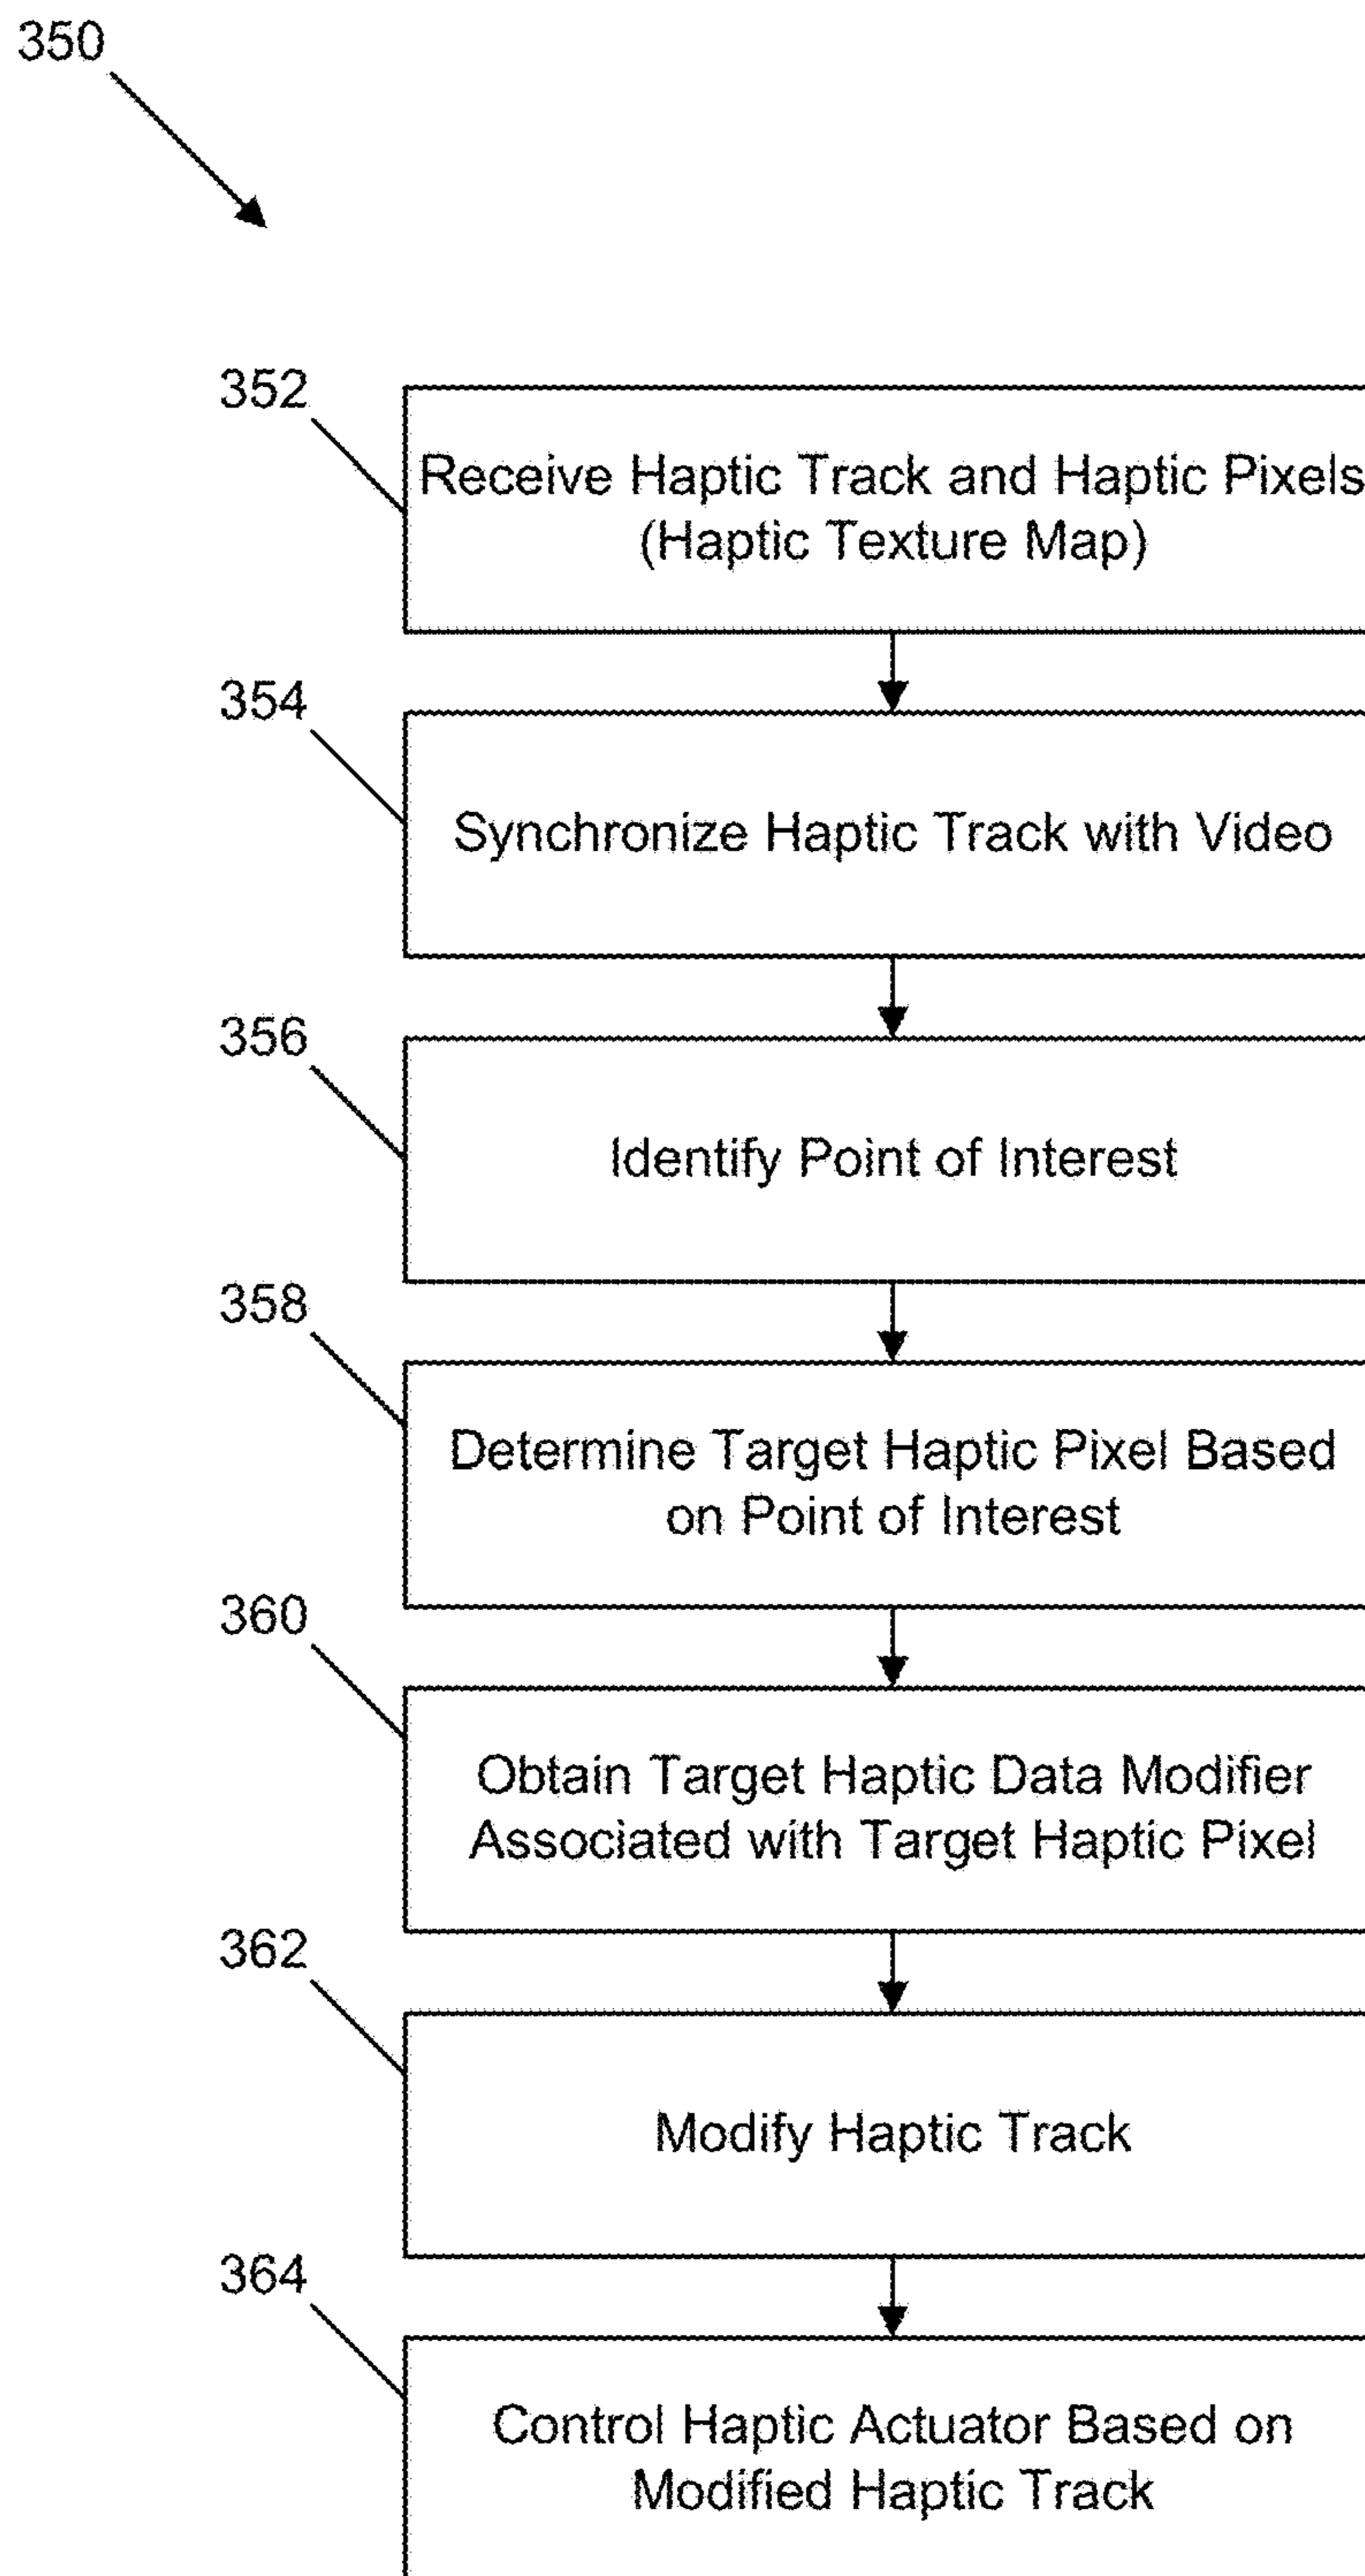 350
352
Receive Haptic Track and Haptic Pixels
(Haptic Texture Map)
354
Synchronize Haptic Track with Video
356
Identify Point of Interest
358
Determine Target Haptic Pixel Based
on Point of Interest
360
Obtain Target Haptic Data Modifier
Associated with Target Haptic Pixel
362
Modify Haptic Track
364
Control Haptic Actuator Based on
Modified Haptic Track